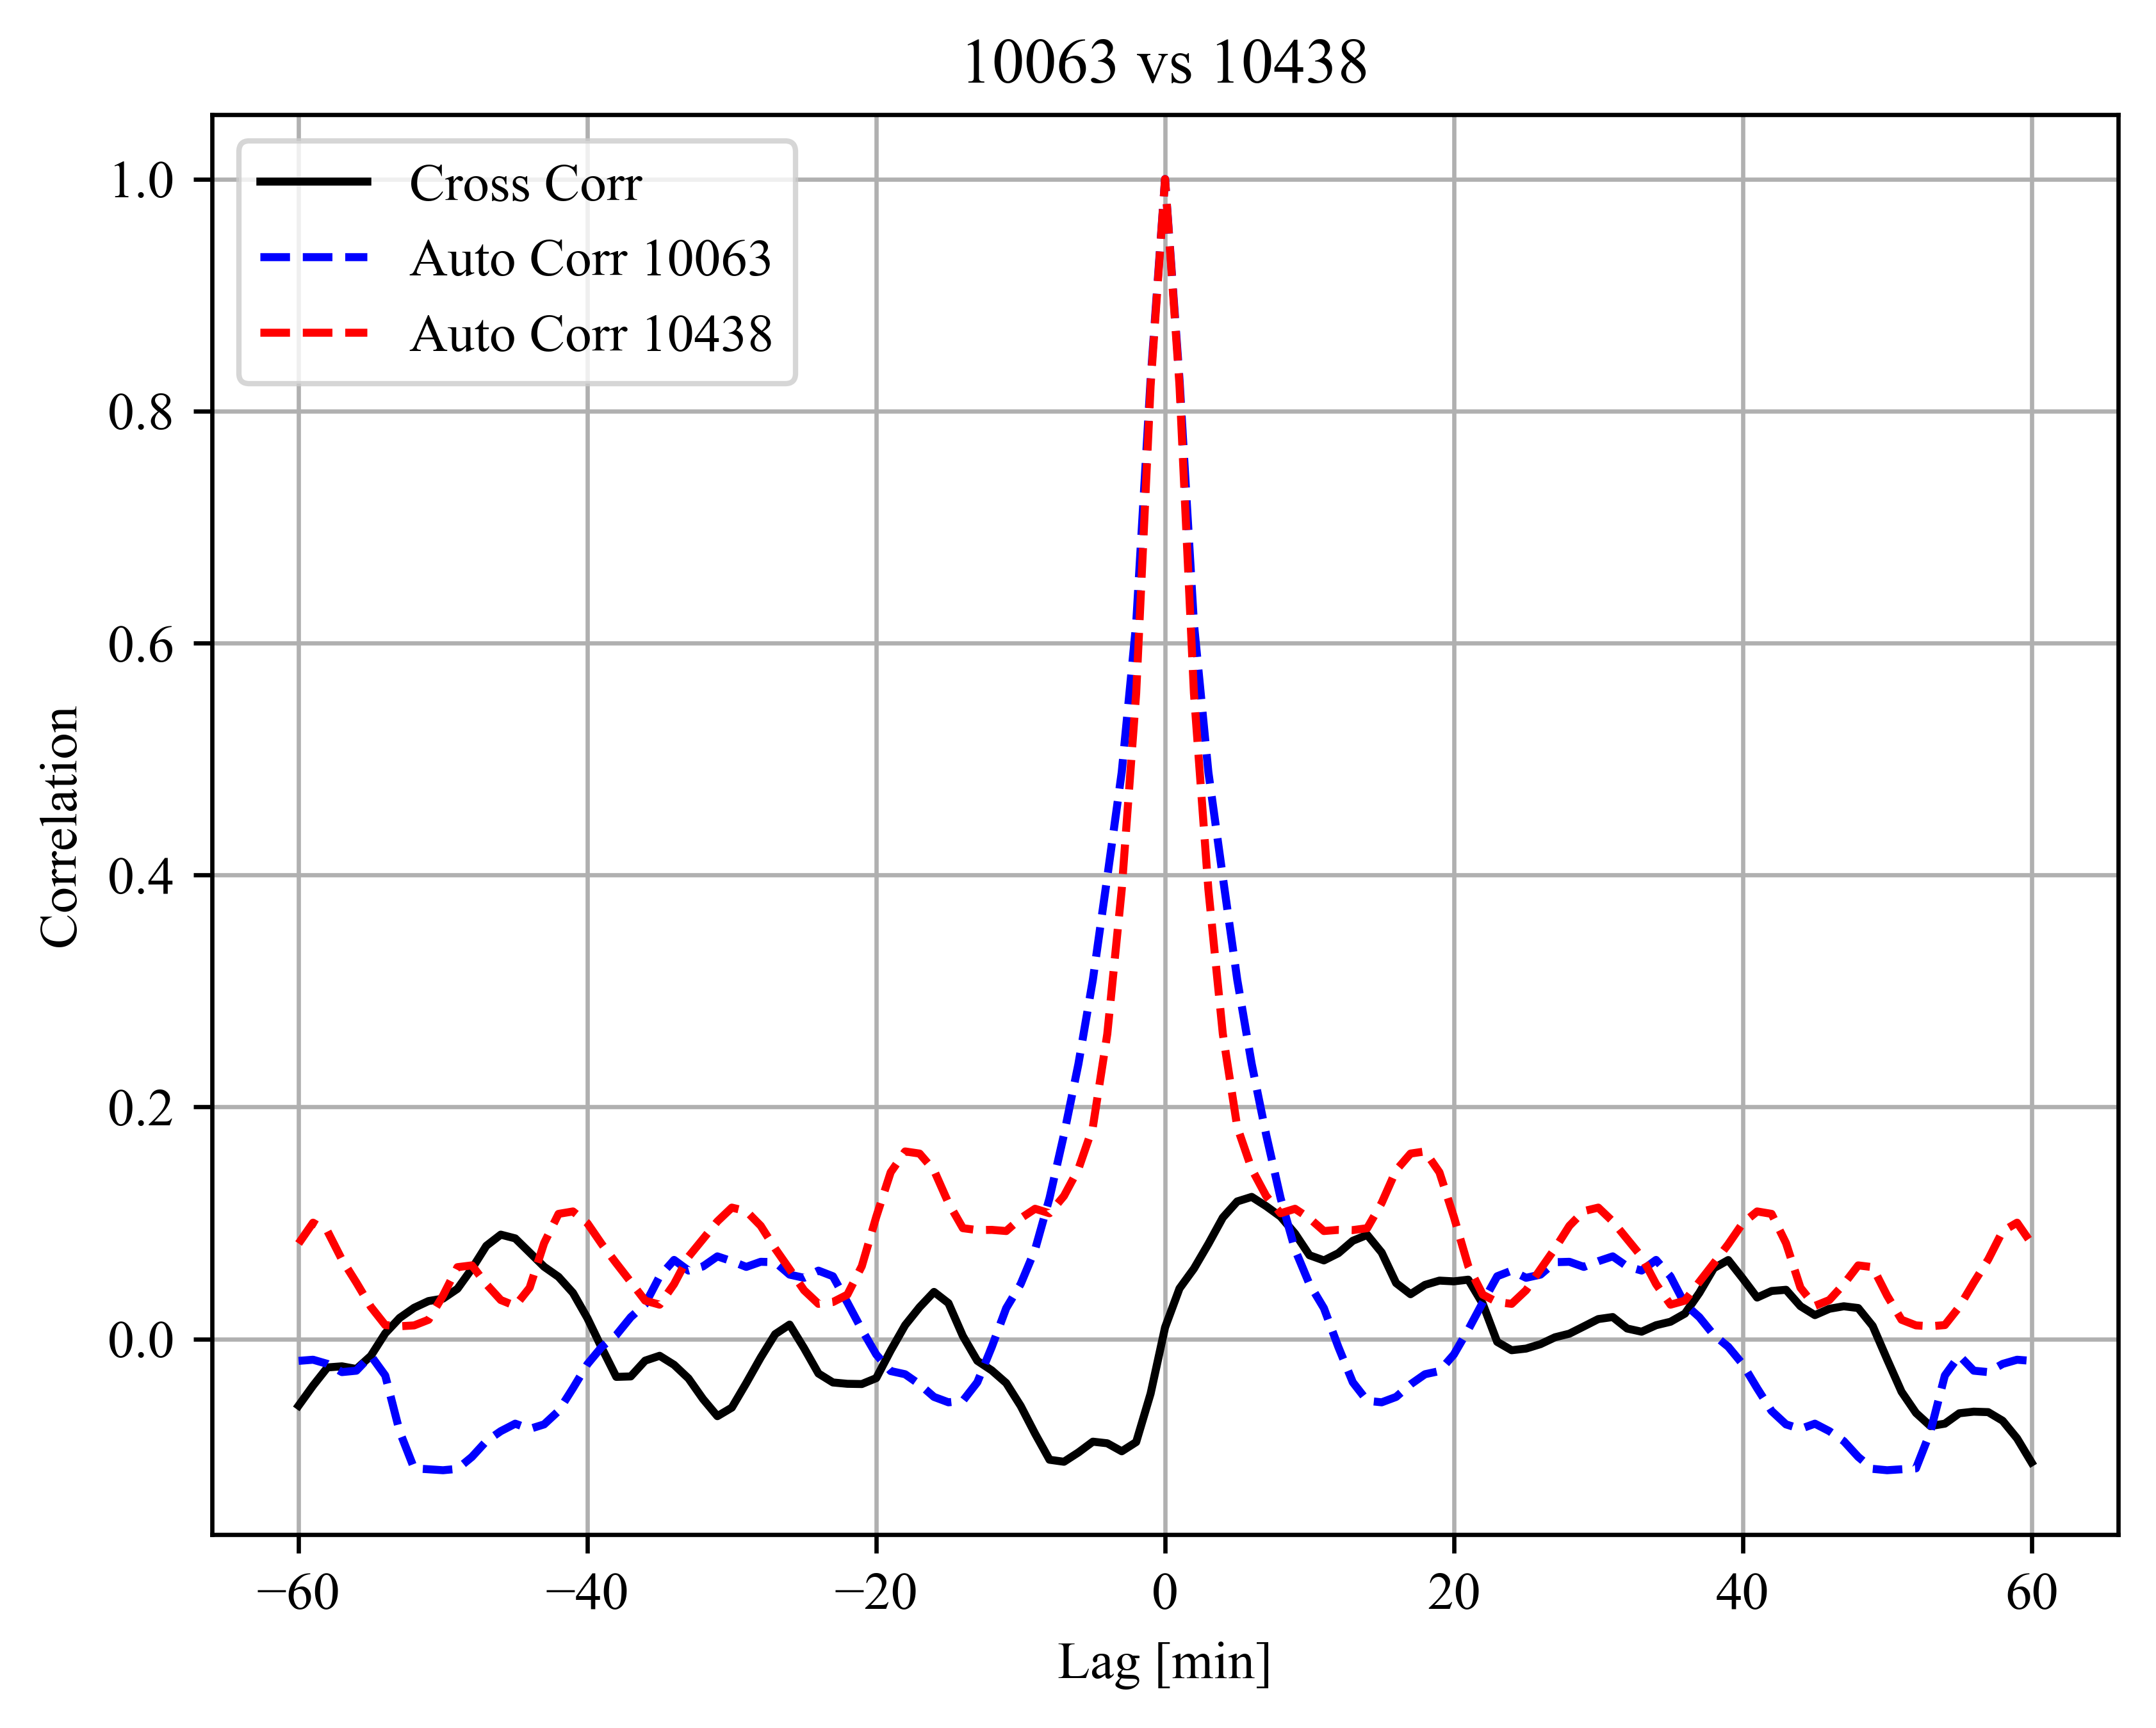 10063 vs 10438
Cross Corr
Auto Corr 10063
Auto Corr 10438
1.0
0.8
0.6
0.4
0.2
0.0
Correlation
−60 −40 −20 0 20 40 60
Lag [min]